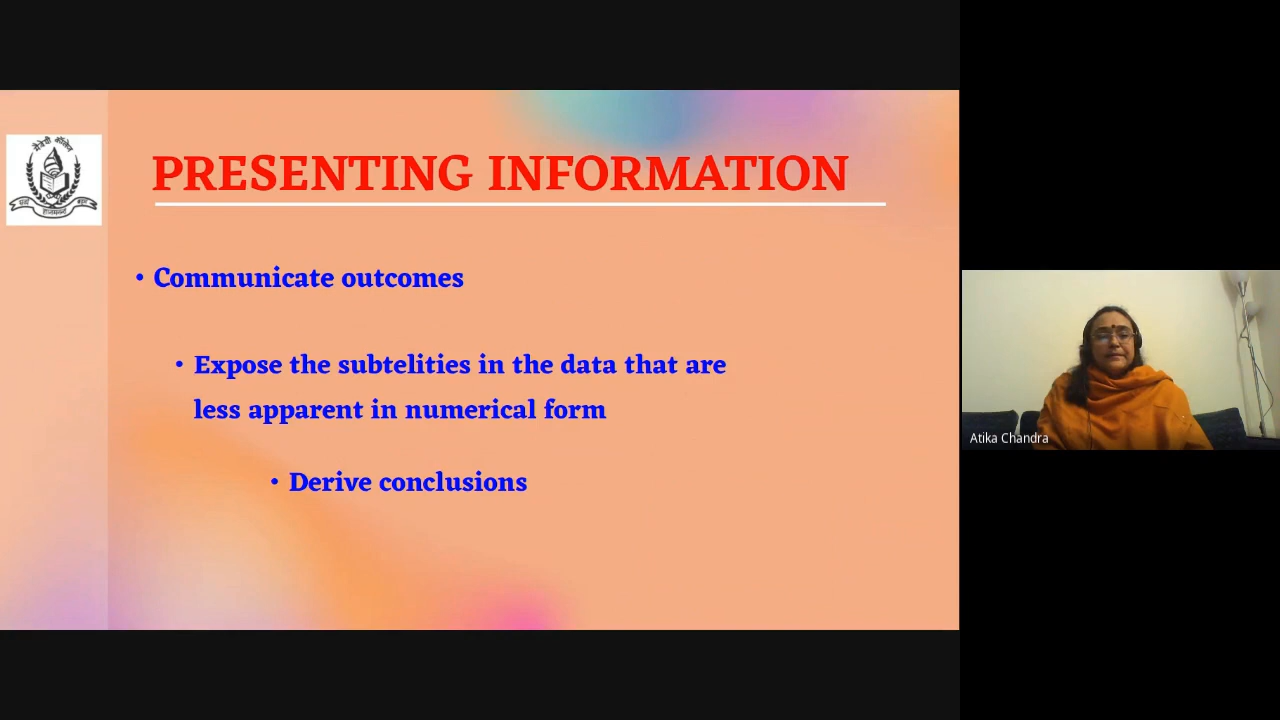 PRESENTING INFORMATION
• Communicate outcomes
• Expose the subtelities in the data that are
less apparent in numerical form
• Derive conclusions
Atika Chandra